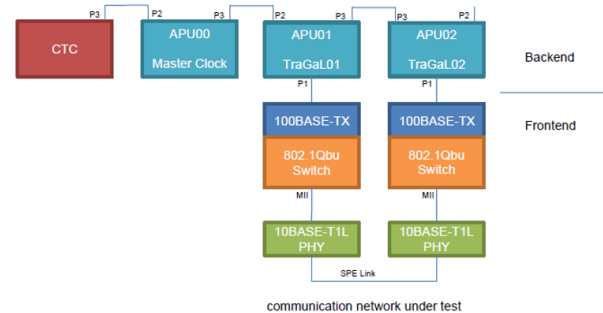 P3 P2 P3 P2 P3 P3 P2
CTC
APU00
Master Clock
APU01
TraGaL01
APU02
TraGaL02
Backend
P1 P1
Frontend
100BASE-TX
802.1Qbu
Switch
100BASE-TX
802.1Qbu
Switch
MII MII
10BASE-T1L
PHY
10BASE-T1L
PHY
SPE Link
communication network under test